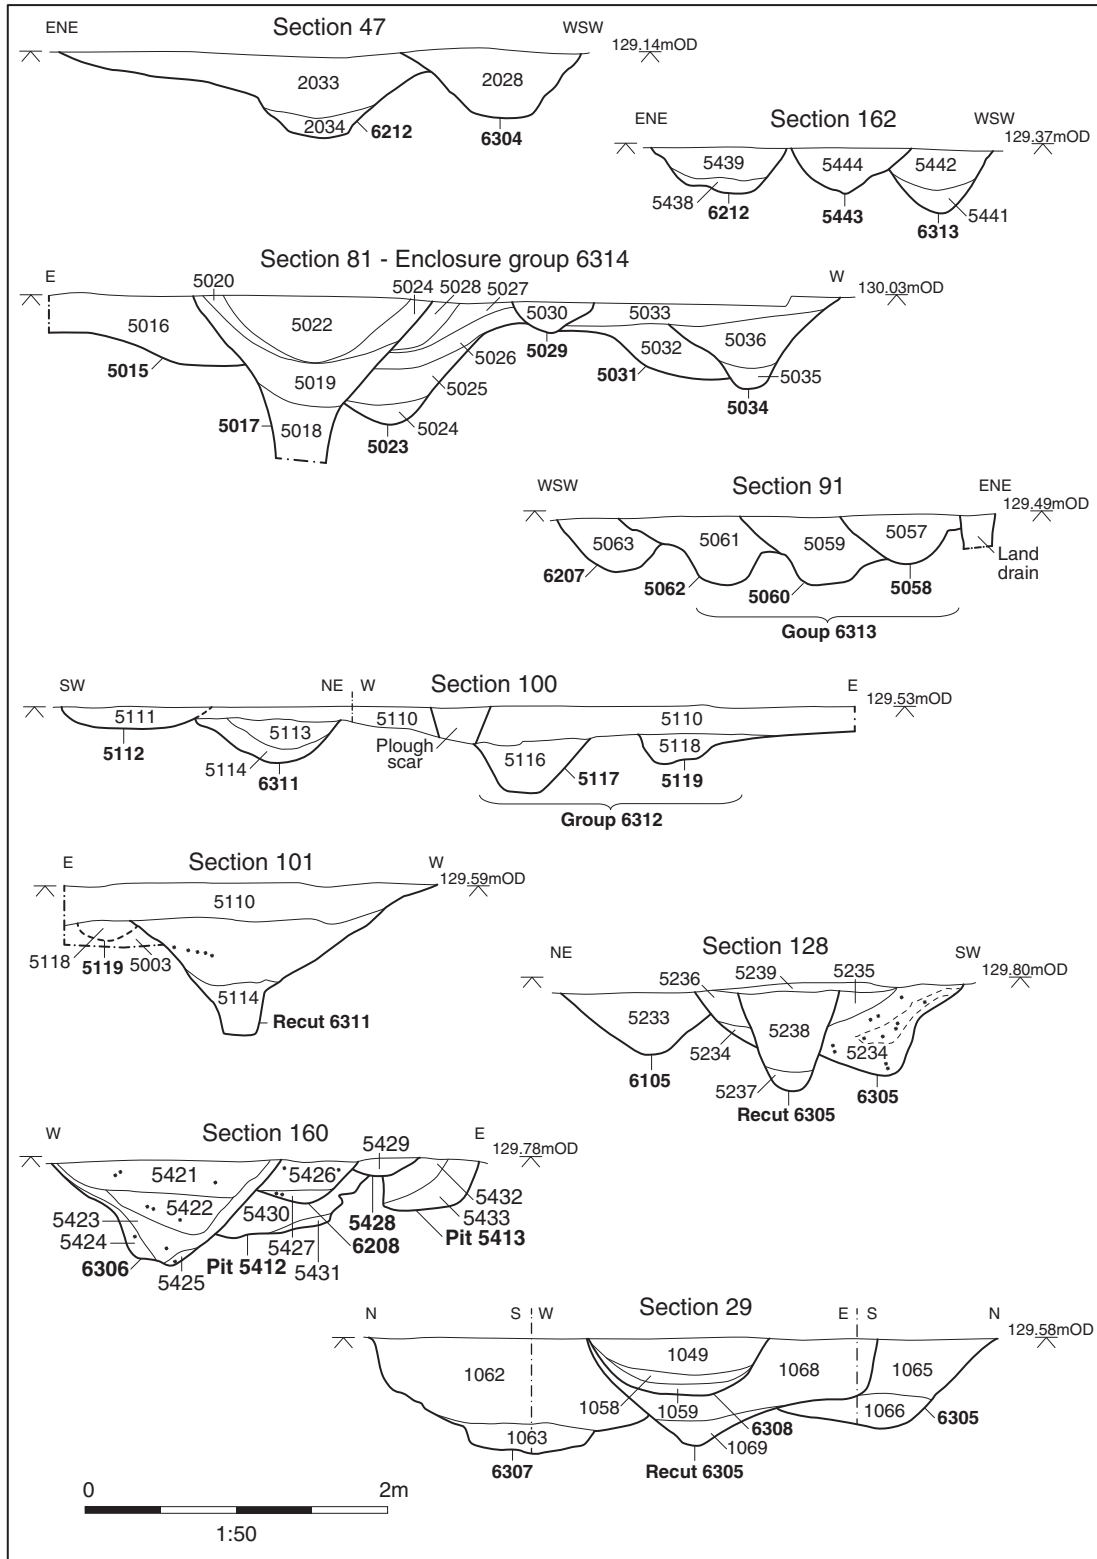 Section 47
ENE
WSW
129.14mOD
2033
2028
2034
6212
6304
Section 162
ENE
WSW
129.37mOD
5439
5444
5442
5438
5441
6212
5443
6313
Section 81 - Enclosure group 6314
E
W
130.03mOD
5020
5024
5028
5027
5016
5022
5030
5033
5036
5026
5032
5029
5015
5019
5025
5031
5035
5034
5017
5018
5024
5023
Section 91
WSW
ENE
129.49mOD
5063
5061
5059
5057
Land
drain
6207
5062
5060
5058
Goup 6313
Section 100
SW
NE
W
E
129.53mOD
5111
5113
5110
5110
Plough
scar
5112
5114
6311
5116
5117
5118
5119
Group 6312
Section 101
E
W
129.59mOD
5110
5118
5119
5003
5114
Recut 6311
Section 128
NE
SW
129.80mOD
5236
5239
5235
5233
5238
5234
5234
6105
5237
6305
Recut 6305
Section 160
W
E
129.78mOD
5429
5421
5426
5432
5422
5423
5430
5428
5433
5424
5427
6208
Pit 5413
6306
5425
Pit 5412
5431
Section 29
N
S
W
E
S
N
129.58mOD
1049
1062
1068
1065
1058
1059
1066
6305
1063
6308
1069
6307
Recut 6305
0
2m
1:50